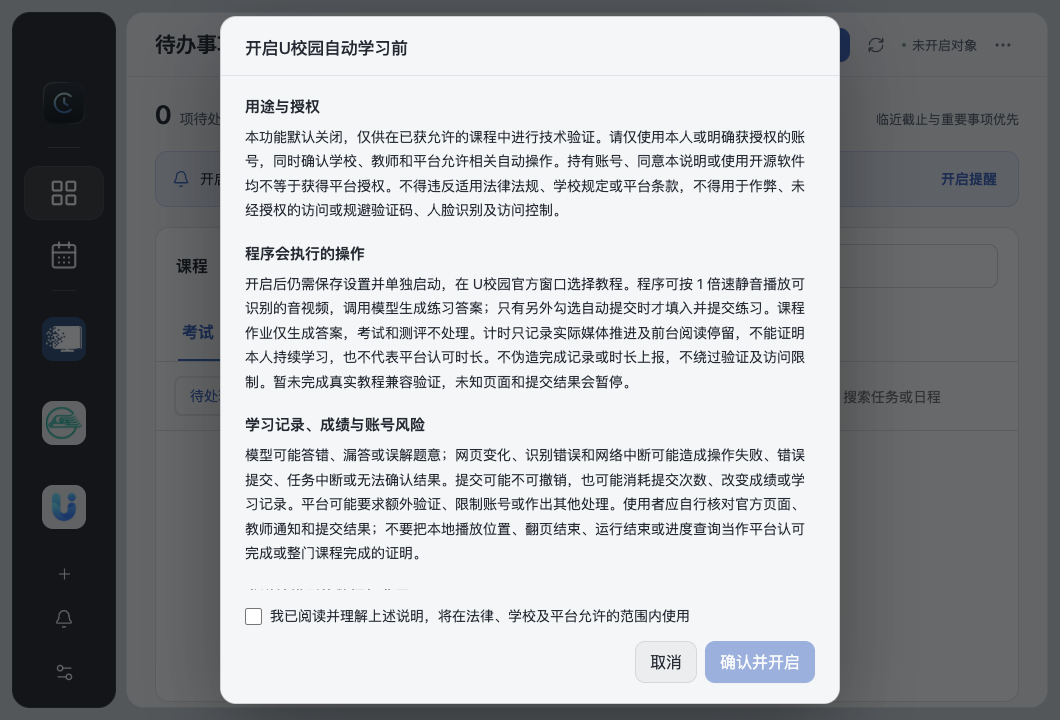 开启U校园自动学习前
待办事
未开启对象
用途与授权
本功能默认关闭，仅供在已获允许的课程中进行技术验证。请仅使用本人或明确获授权的账
号，同时确认学校、教师和平台允许相关自动操作。持有账号、同意本说明或使用开源软件
均不等于获得平台授权。不得违反适用法律法规、学校规定或平台条款，不得用于作弊、未
经授权的访问或规避验证码、人脸识别及访问控制。
0 项待处
临近截止与重要事项优先
开启提醒
程序会执行的操作
开启后仍需保存设置并单独启动，在 U校园官方窗口选择教程。程序可按 1 倍速静音播放可
识别的音视频，调用模型生成练习答案；只有另外勾选自动提交时才填入并提交练习。课程
作业仅生成答案，考试和测评不处理。计时只记录实际媒体推进及前台阅读停留，不能证明
本人持续学习，也不代表平台认可时长。不伪造完成记录或时长上报，不绕过验证及访问限
制。暂未完成真实教程兼容验证，未知页面和提交结果会暂停。
课程
考试
待处
搜索任务或日程
学习记录、成绩与账号风险
模型可能答错、漏答或误解题意；网页变化、识别错误和网络中断可能造成操作失败、错误
提交、任务中断或无法确认结果。提交可能不可撤销，也可能消耗提交次数、改变成绩或学
习记录。平台可能要求额外验证、限制账号或作出其他处理。使用者应自行核对官方页面、
教师通知和提交结果；不要把本地播放位置、翻页结束、运行结束或进度查询当作平台认可
完成或整门课程完成的证明。
我已阅读并理解上述说明，将在法律、学校及平台允许的范围内使用
取消
确认并开启